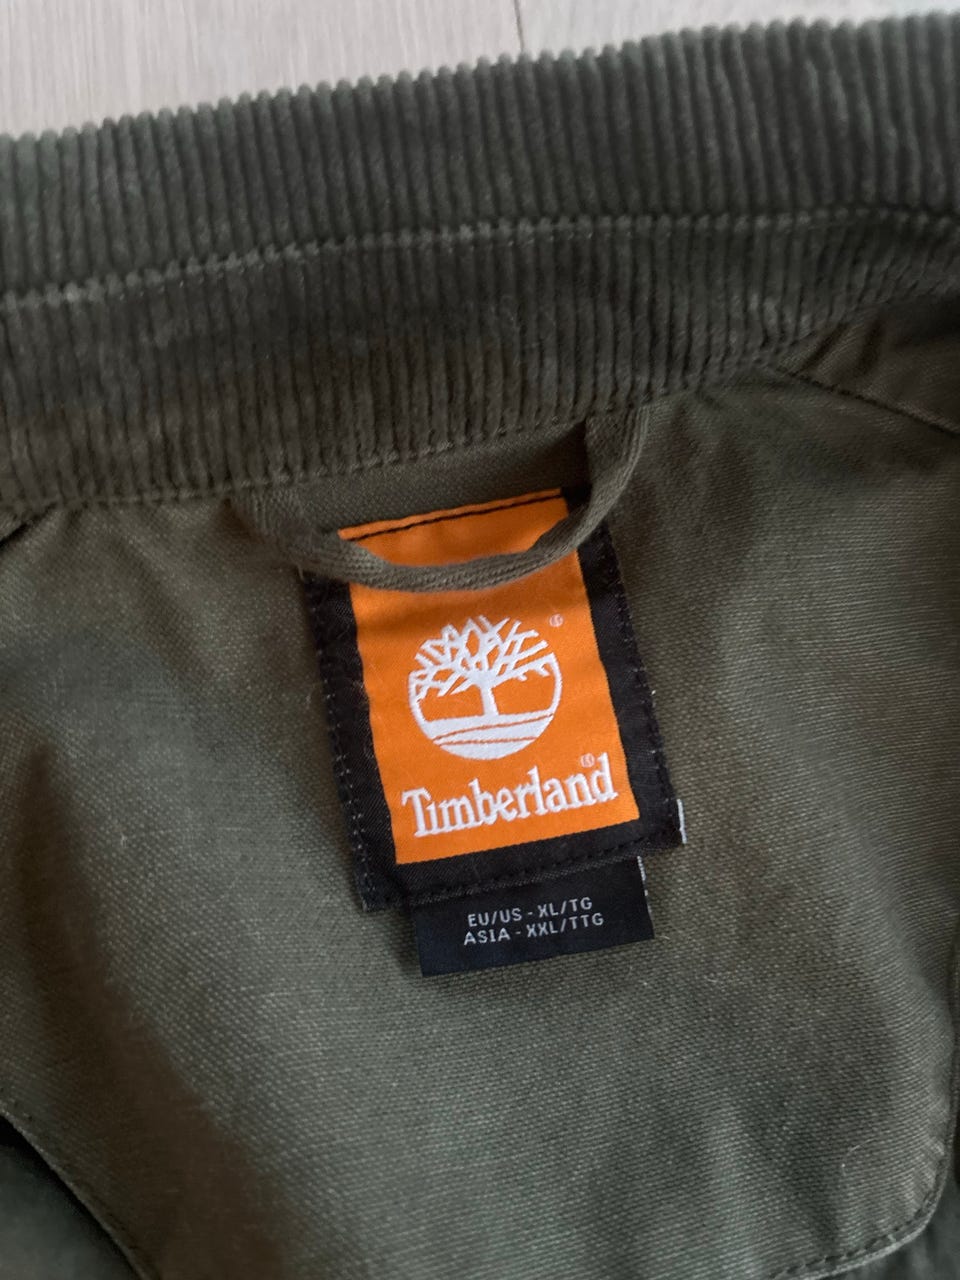 Timberland®
EU/US - XL/TG
ASIA - XXL/TTG